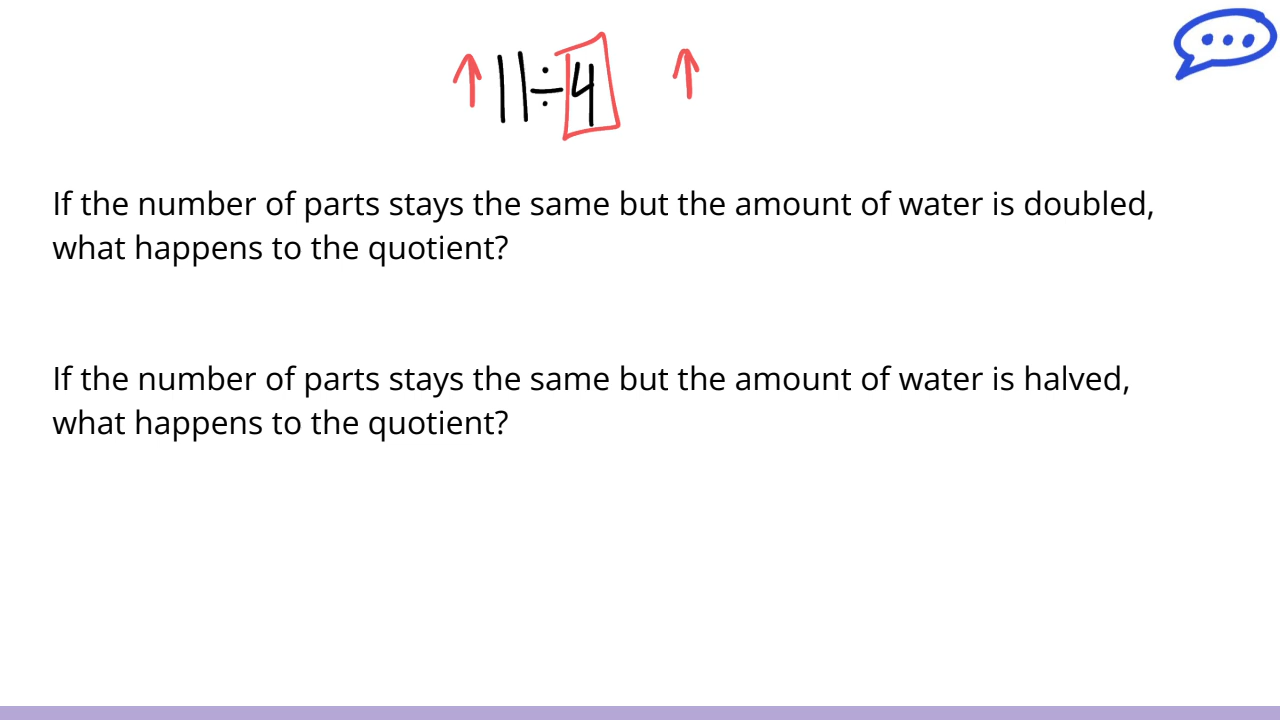 11÷4
If the number of parts stays the same but the amount of water is doubled,
what happens to the quotient?
If the number of parts stays the same but the amount of water is halved,
what happens to the quotient?